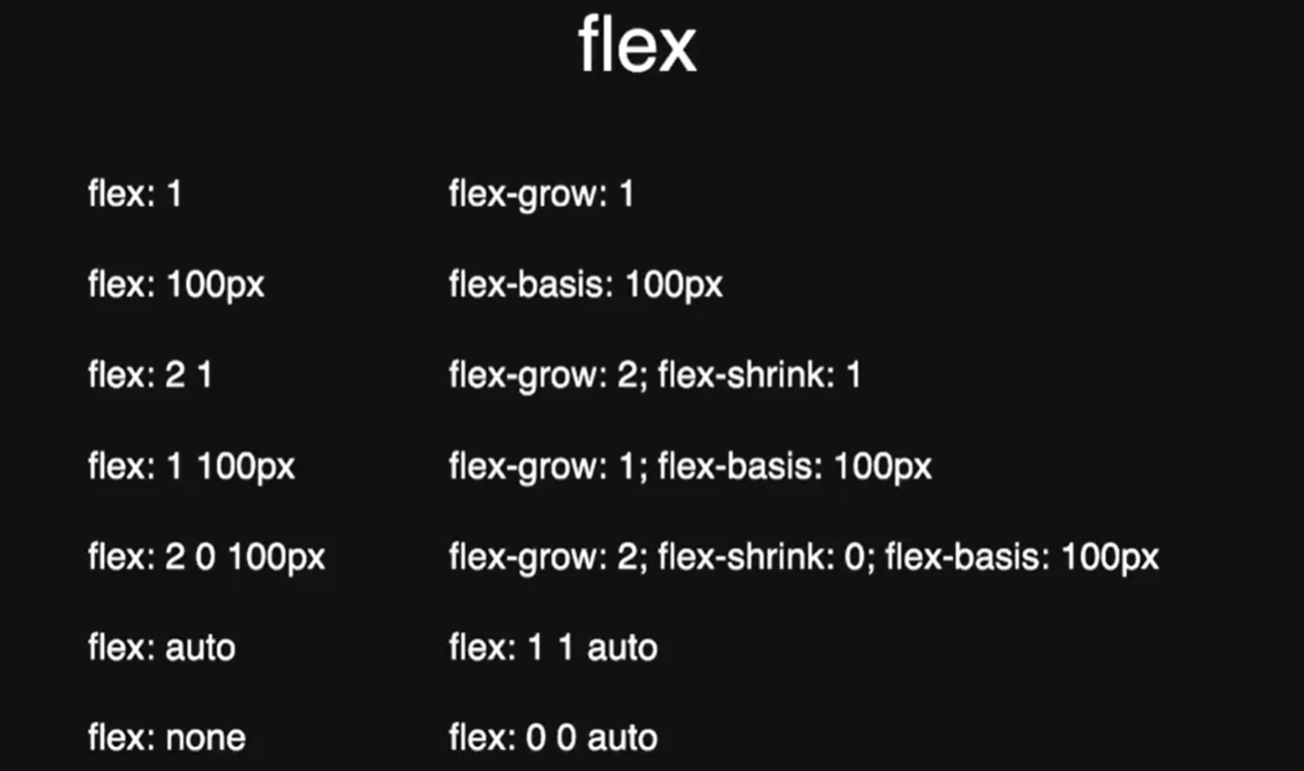 flex
flex: 1 flex-grow: 1
flex: 100px flex-basis: 100px
flex: 2 1 flex-grow: 2; flex-shrink: 1
flex: 1 100px flex-grow: 1; flex-basis: 100px
flex: 2 0 100px flex-grow: 2; flex-shrink: 0; flex-basis: 100px
flex: auto flex: 1 1 auto
flex: none flex: 0 0 auto